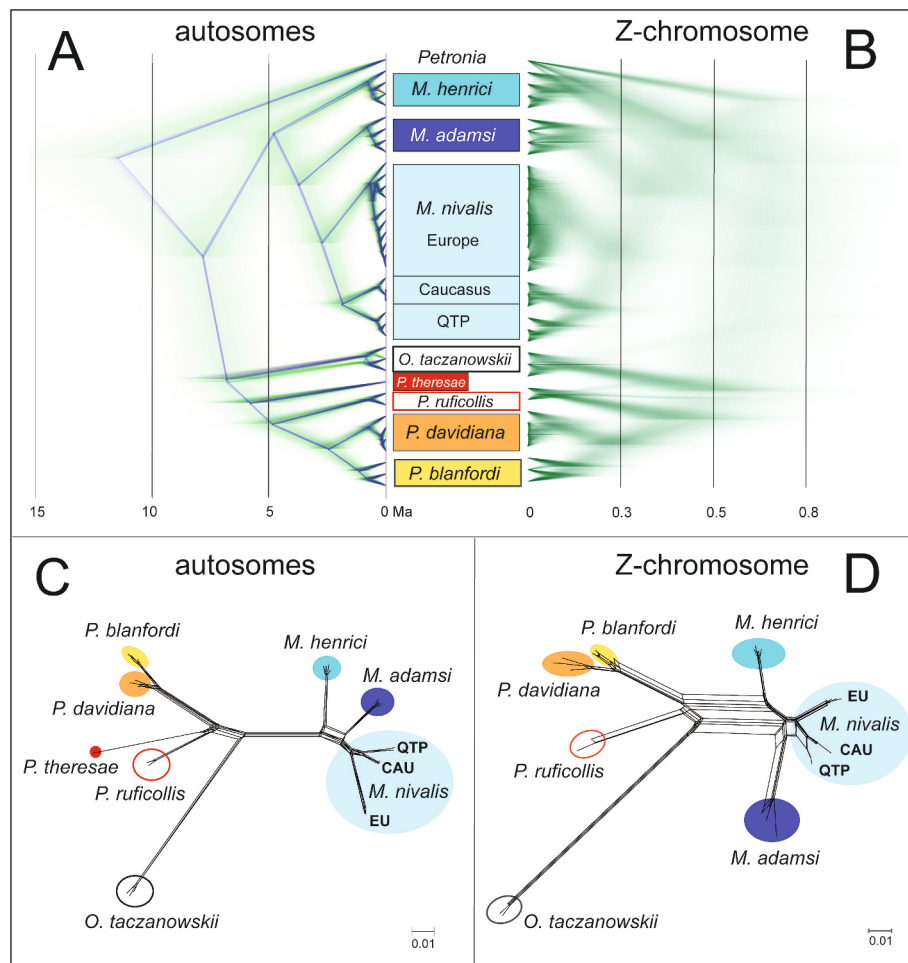 A
autosomes
Z-chromosome
B
Petronia
M. henrici
M. adamsi
M. nivalis
Europe
Caucasus
QTP
O. taczanowskii
P. theresae
P. ruficollis
P. davidiana
P. blanfordi
15
10
5
0 Ma
0
0.3
0.5
0.8
C
autosomes
P. blanfordi
M. henrici
M. adamsi
P. davidiana
QTP
CAU
P. theresae
M. nivalis
P. ruficollis
EU
O. taczanowskii
0.01
Z-chromosome
D
M. henrici
P. blanfordi
P. davidiana
EU
M. nivalis
CAU
P. ruficollis
QTP
M. adamsi
O. taczanowskii
0.01